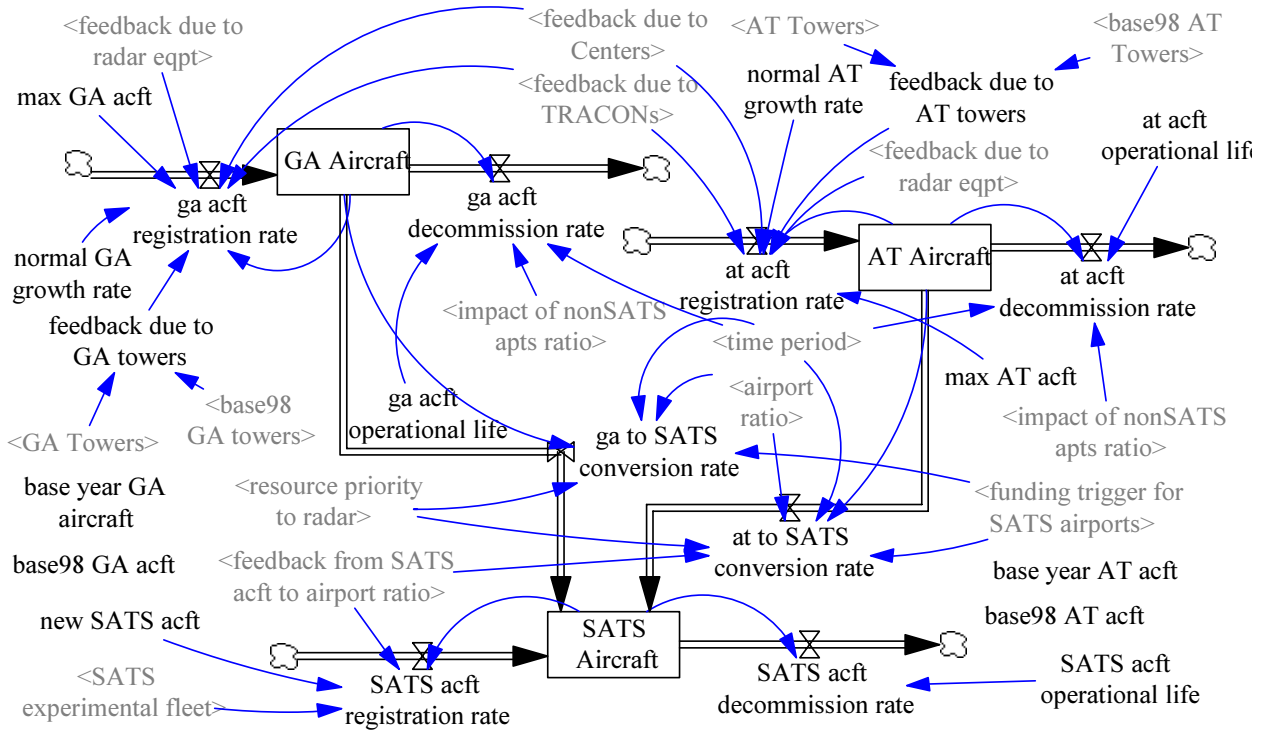 <feedback due to
radar eqpt>
<feedback due to
Centers>
<AT Towers>
<base98 AT
Towers>
max GA acft
<feedback due to
TRACONs>
normal AT
growth rate
feedback due to
AT towers
at acft
operational life
GA Aircraft
<feedback due to
radar eqpt>
ga acft
registration rate
ga acft
decommission rate
normal GA
growth rate
at acft
registration rate
AT Aircraft
at acft
decommission rate
feedback due to
GA towers
<impact of nonSATS
apts ratio>
<time period>
<GA Towers>
<base98
GA towers>
ga acft
operational life
<airport
ratio>
max AT acft
<impact of nonSATS
apts ratio>
ga to SATS
conversion rate
base year GA
aircraft
<resource priority
to radar>
<funding trigger for
SATS airports>
at to SATS
conversion rate
base98 GA acft
<feedback from SATS
acft to airport ratio>
base year AT acft
base98 AT acft
new SATS acft
SATS
Aircraft
<SATS
experimental fleet>
SATS acft
registration rate
SATS acft
decommission rate
SATS acft
operational life